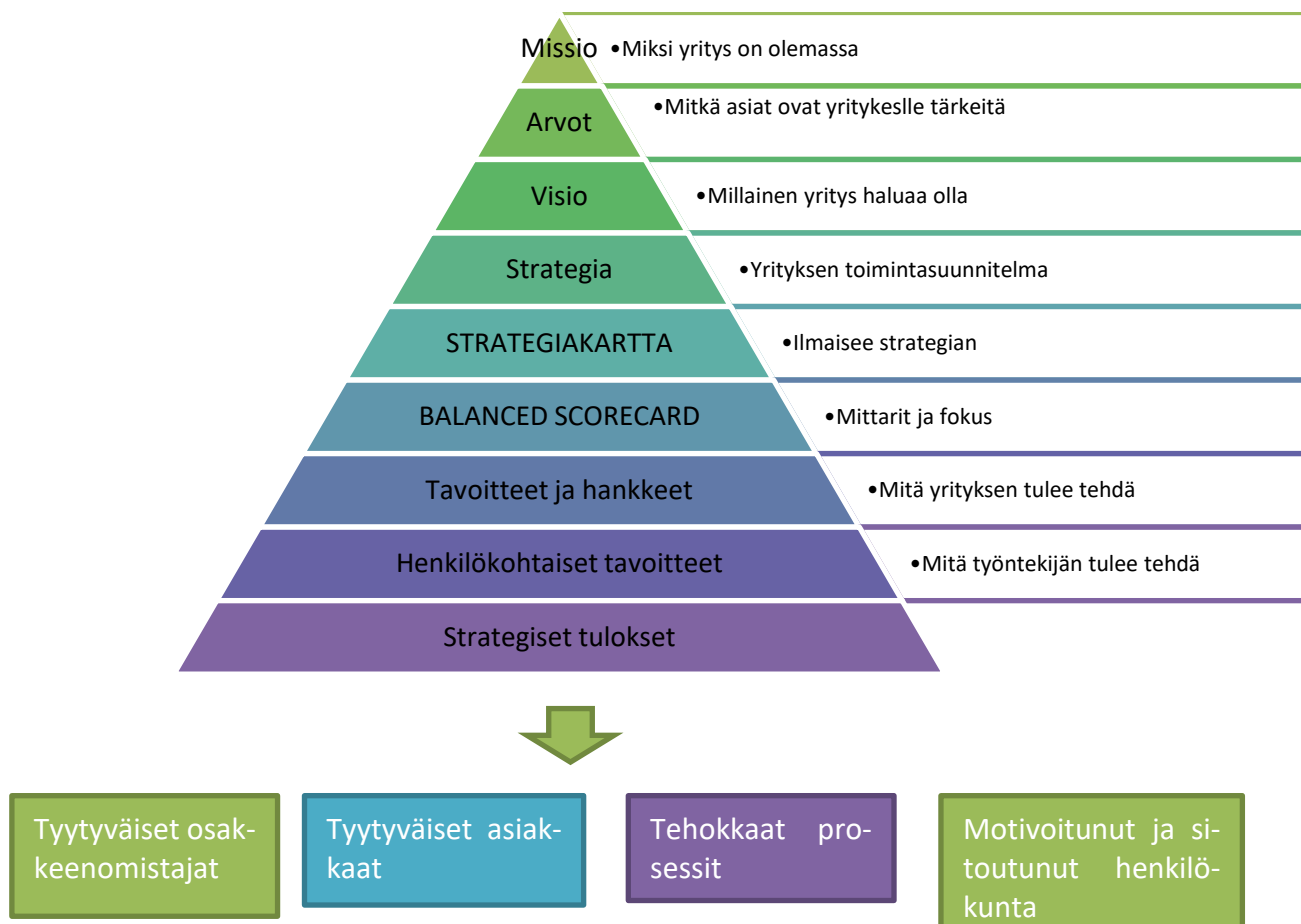 Missio •Miksi yritys on olemassa
Arvot •Mitkä asiat ovat yritykeslle tärkeitä
Visio •Millainen yritys haluaa olla
Strategia •Yrityksen toimintasuunnitelma
STRATEGIAKARTTA •Ilmaisee strategian
BALANCED SCORECARD •Mittarit ja fokus
Tavoitteet ja hankkeet •Mitä yrityksen tulee tehdä
Henkilökohtaiset tavoitteet •Mitä työntekijän tulee tehdä
Strategiset tulokset
Tyytyväiset osak-
keenomistajat
Tyytyväiset asiak-
kaat
Tehokkaat pro-
sessit
Motivoitunut ja si-
toutunut henkilö-
kunta